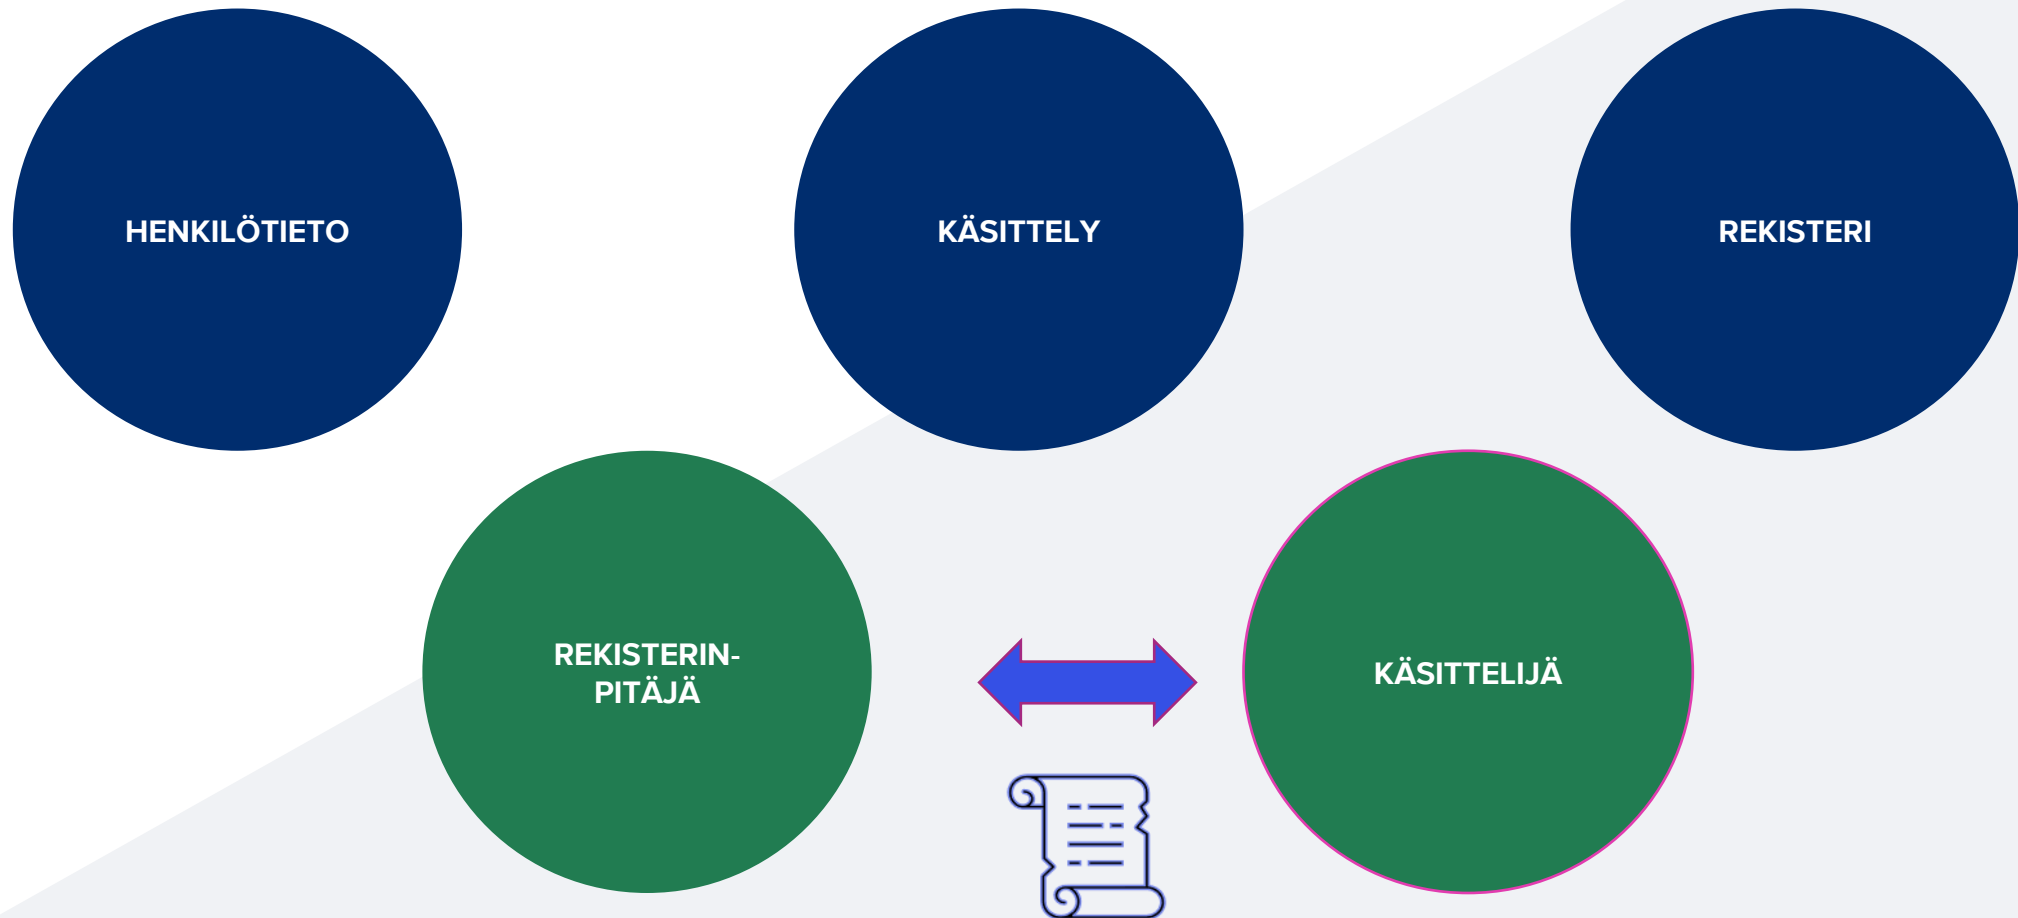 HENKILÖTIETO
KÄSITTELY
REKISTERI
REKISTERIN-
PITÄJÄ
KÄSITTELIJÄ